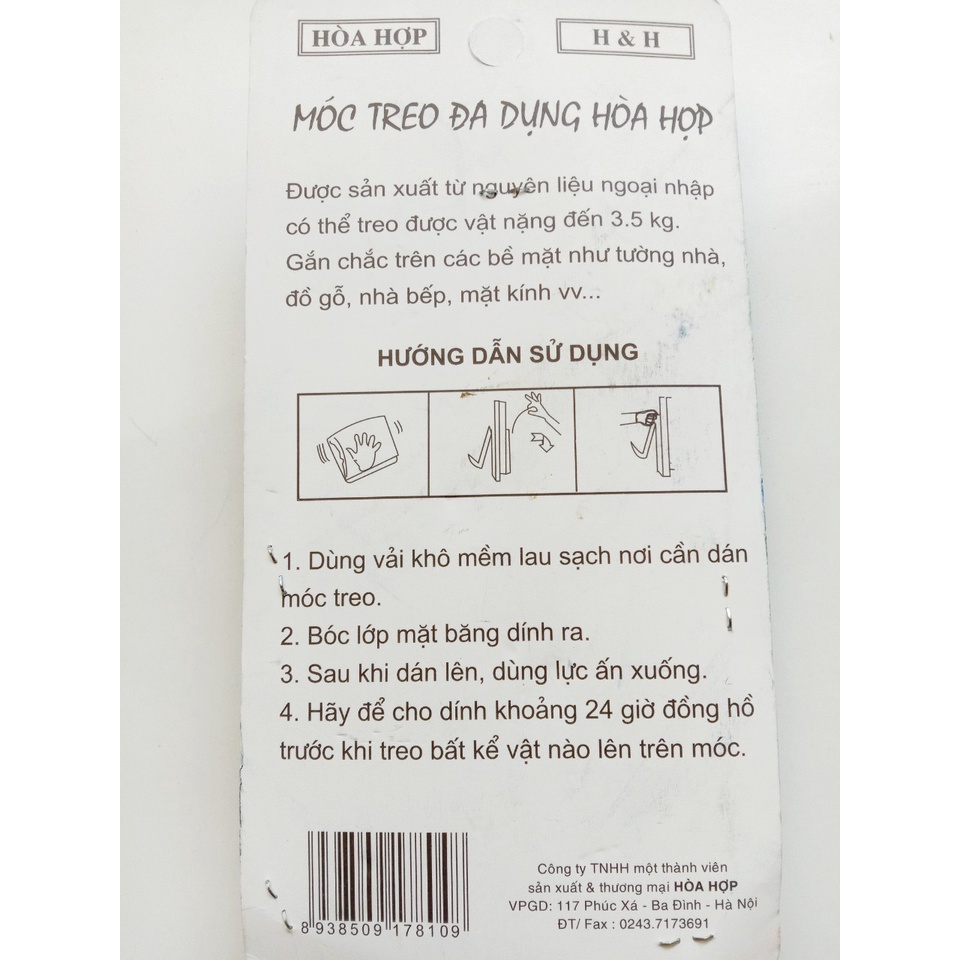 HÒA HỢP
H & H
MÓC TREO ĐA DỤNG HÒA HỢP
Được sản xuất từ nguyên liệu ngoại nhập
có thể treo được vật nặng đến 3.5 kg.
Gắn chắc trên các bề mặt như tường nhà,
đồ gỗ, nhà bếp, mặt kính vv...
HƯỚNG DẪN SỬ DỤNG
1. Dùng vải khô mềm lau sạch nơi cần dán
móc treo.
2. Bóc lớp mặt băng dính ra.
3. Sau khi dán lên, dùng lực ấn xuống.
4. Hãy để cho dính khoảng 24 giờ đồng hồ
trước khi treo bất kể vật nào lên trên móc.
8 938509 178109
Công ty TNHH một thành viên
sản xuất & thương mại HÒA HỢP
VPGD: 117 Phúc Xá - Ba Đình - Hà Nội
ĐT/ Fax : 0243.7173691